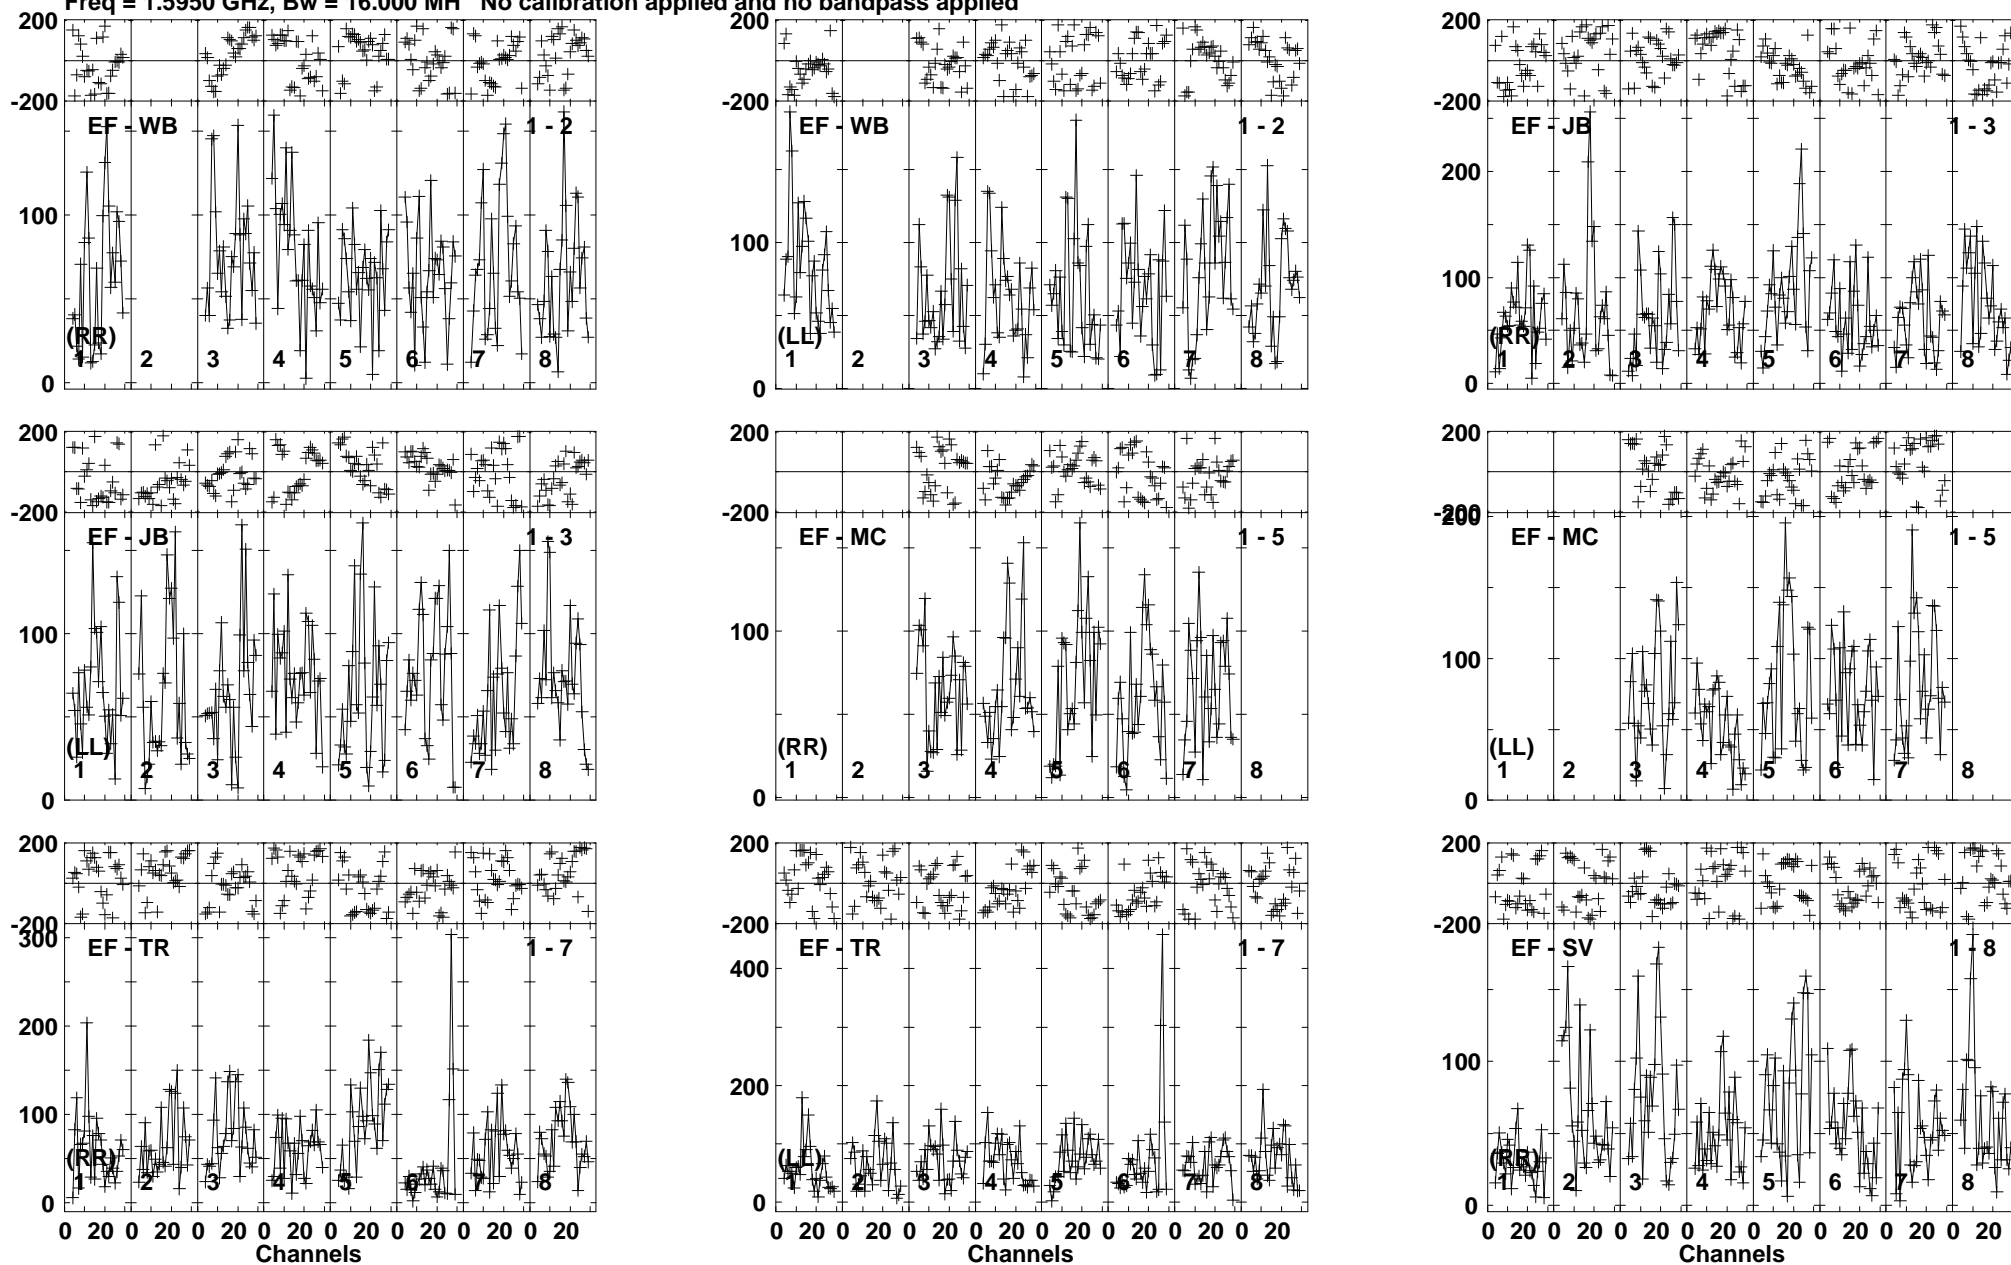 Freq = 1.5950 GHz, Bw = 16.000 MH No calibration applied and no bandpass applied
200 200 200
-200 -200 -200
EF - WB 1 - 2 EF - WB 1 - 2 EF - JB 1 - 3
200
100 100 100
(RR) (LL) (RR)
1 2 3 4 5 6 7 8 1 2 3 4 5 6 7 8 1 2 3 4 5 6 7 8
0 0 0
200 200 200
-200 -200 -200
200
EF - JB 1 - 3 EF - MC 1 - 5 EF - MC 1 - 5
100 100 100
(LL) (RR) (LL)
1 2 3 4 5 6 7 8 1 2 3 4 5 6 7 8 1 2 3 4 5 6 7 8
0 0 0
200 200 200
-200 -200 -200
300
EF - TR 1 - 7 EF - TR 1 - 7 EF - SV 1 - 8
400
200 200 100
100
(RR) (LL) (RR)
1 2 3 4 5 6 7 8 1 2 3 4 5 6 7 8 1 2 3 4 5 6 7 8
0 0 0
0 20 0 20 0 20 0 20 0 20 0 20 0 20 0 20 0 20 0 20 0 20 0 20 0 20 0 20 0 20 0 20 0 20 0 20 0 20 0 20 0 20 0 20 0 20 0 20
Channels Channels Channels